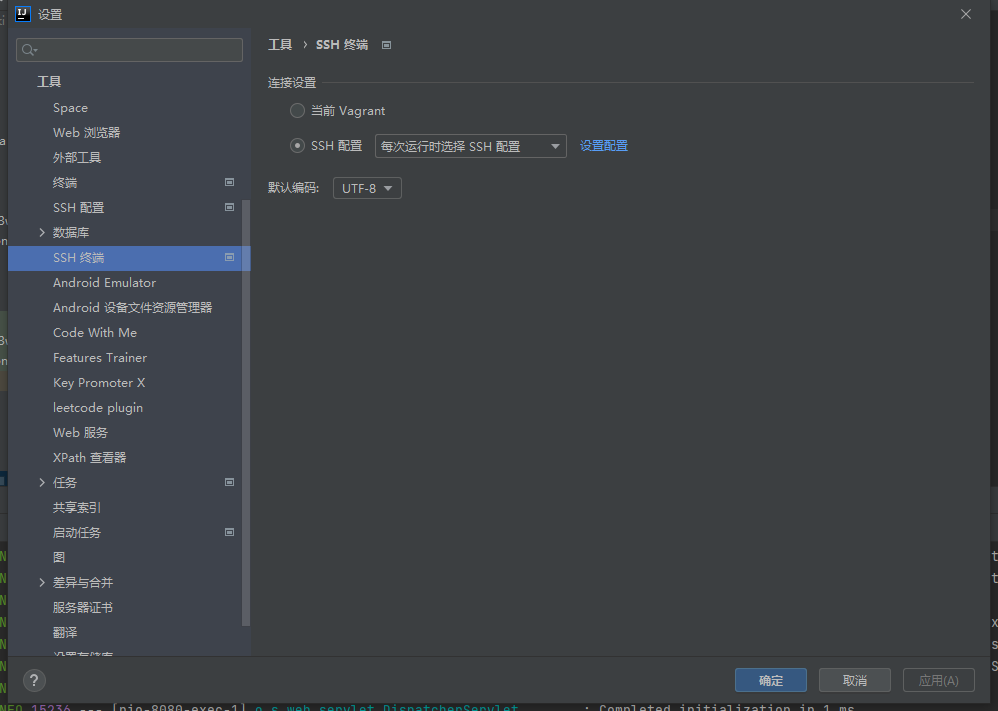 设置
工具
Space
Web 浏览器
外部工具
终端
SSH 配置
数据库
SSH 终端
Android Emulator
Android 设备文件资源管理器
Code With Me
Features Trainer
Key Promoter X
leetcode plugin
Web 服务
XPath 查看器
任务
共享索引
启动任务
图
差异与合并
服务器证书
翻译
工具 › SSH 终端
连接设置
当前 Vagrant
SSH 配置 每次运行时选择 SSH 配置 设置配置
默认编码: UTF-8
? 确定 取消 应用(A)
NFO 15236 --- [nio-8080-exec-1] o.s.web.servlet.DispatcherServlet : Completed initialization in 1 ms